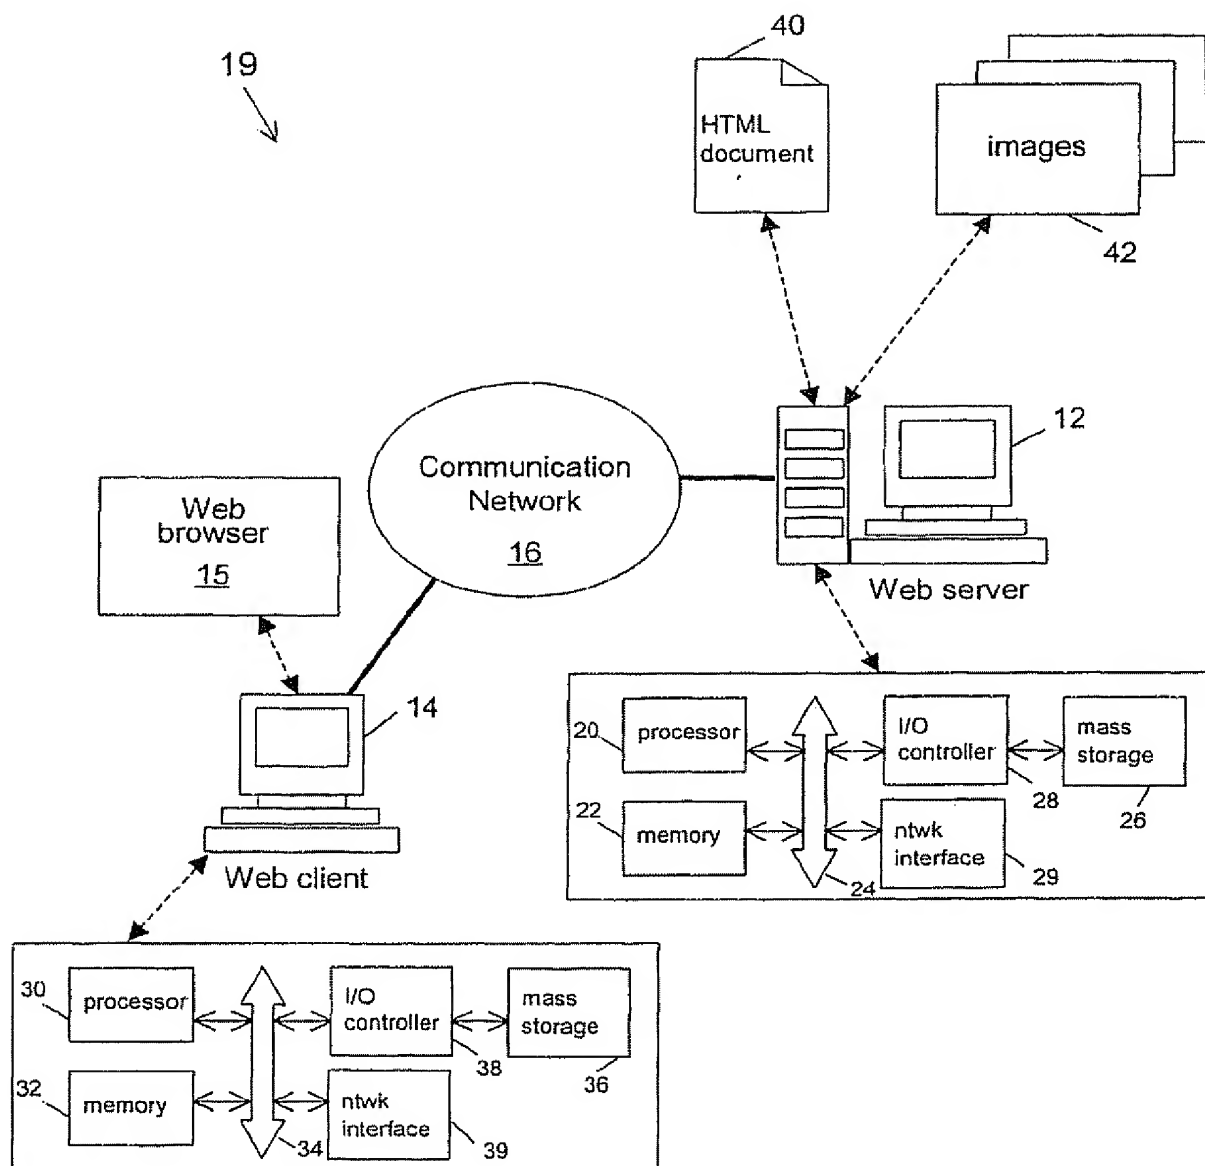 19
40
HTML
document
images
42
12
Communication
Network
16
Web
browser
15
Web server
14
Web client
20
processor
I/O
controller
28
mass
storage
26
22
memory
24
ntwk
interface
29
30
processor
I/O
controller
38
mass
storage
36
32
memory
34
ntwk
interface
39